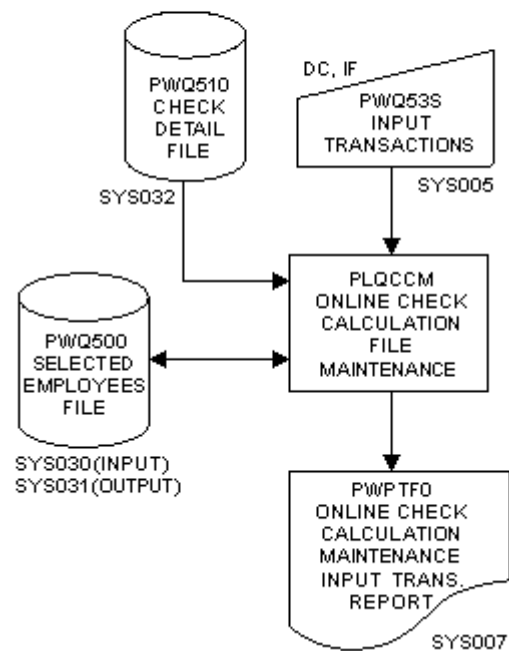 PWQ510
CHECK
DETAIL
FILE
SYS032
DC, IF
PWQ53S
INPUT
TRANSACTIONS
SYS005
PLQCCM
ONLINE CHECK
CALCULATION
FILE
MAINTENANCE
PWQ500
SELECTED
EMPLOYEES
FILE
SYS030(INPUT)
SYS031(OUTPUT)
PWPTF0
ONLINE CHECK
CALCULATION
MAINTENANCE
INPUT TRANS.
REPORT
SYS007